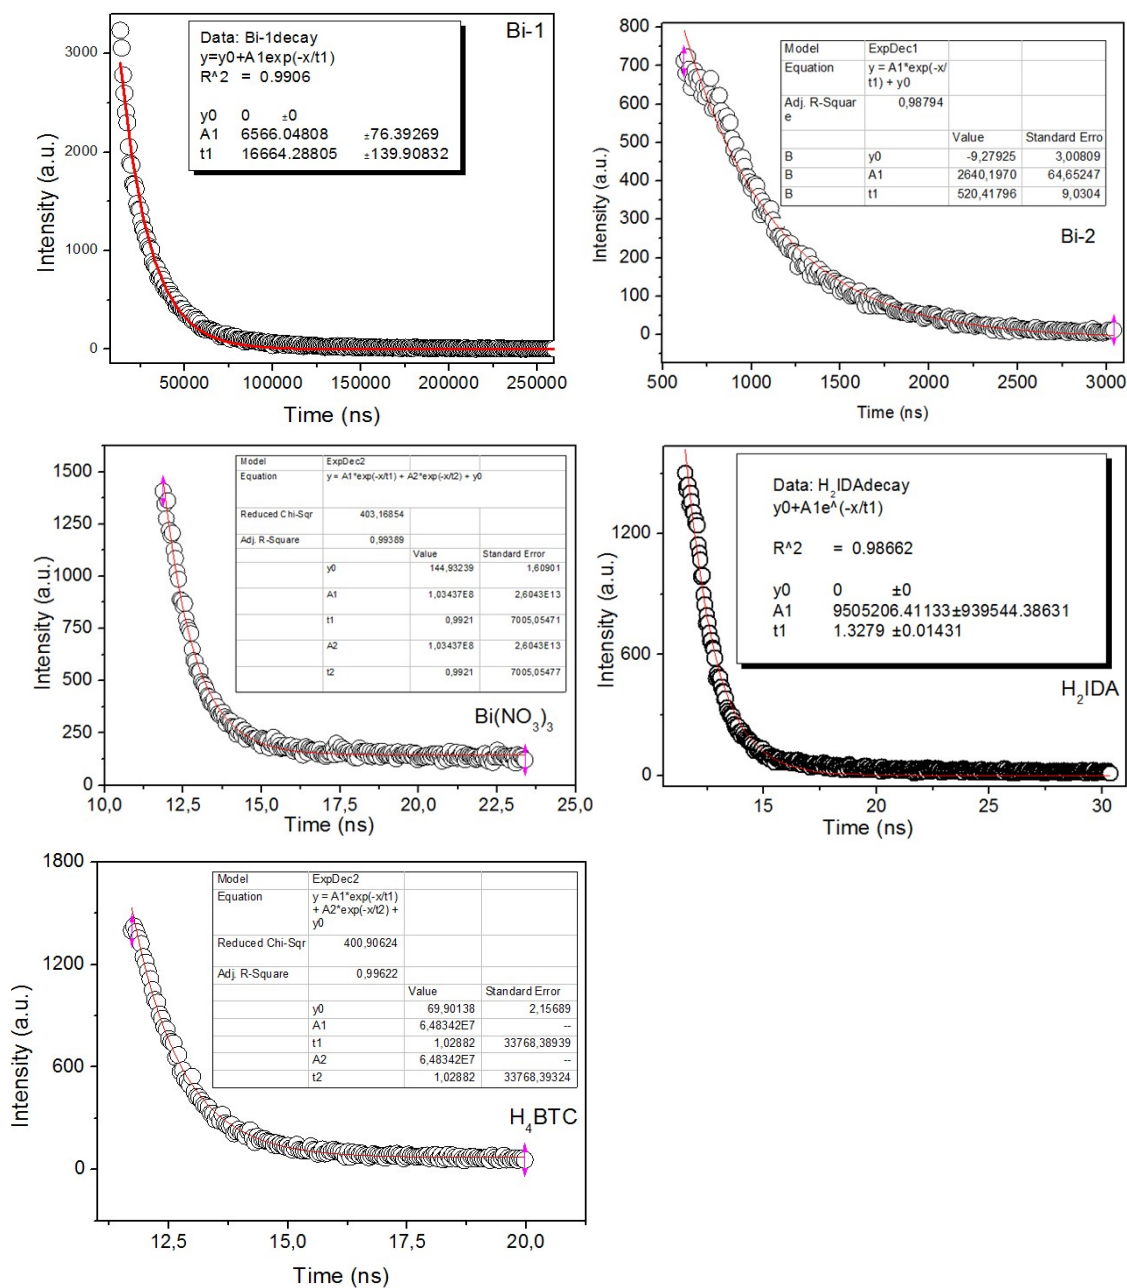 Bi-1
Data: Bi-1decay
y=y0+A1exp(-x/t1)
R^2 = 0.9906
y0 0 ±0
A1 6566.04808 ±76.39269
t1 16664.28805 ±139.90832
3000
2000
1000
0
Intensity (a.u.)
50000 100000 150000 200000 250000
Time (ns)
800
700
600
500
400
300
200
100
0
Intensity (a.u.)
Model ExpDec1
Equation y = A1*exp(-x/
t1) + y0
Adj. R-Squar
e 0,98794
Value Standard Erro
B y0 -9,27925 3,00809
B A1 2640,1970 64,65247
B t1 520,41796 9,0304
Bi-2
500 1000 1500 2000 2500 3000
Time (ns)
1500
1250
1000
750
500
250
0
Intensity (a.u.)
Model ExpDec2
Equation y = A1*exp(-x/t1) + A2*exp(-x/t2) + y0
Reduced Chi-Sqr 403,16854
Adj. R-Square 0,99389
Value Standard Error
y0 144,93239 1,60901
A1 1,03437E8 2,6043E13
t1 0,9921 7005,05471
A2 1,03437E8 2,6043E13
t2 0,9921 7005,05477
Bi(NO3)3
10,0 12,5 15,0 17,5 20,0 22,5 25,0
Time (ns)
1200
600
0
Intensity (a.u.)
Data: H2IDAdecay
y0+A1e^(-x/t1)
R^2 = 0.98662
y0 0 ±0
A1 9505206.41133±939544.38631
t1 1.3279 ±0.01431
H2IDA
15 20 25 30
Time (ns)
1800
1500
1200
900
600
300
0
Intensity (a.u.)
Model ExpDec2
Equation y = A1*exp(-x/t1)
+ A2*exp(-x/t2) +
y0
Reduced Chi-Sqr 400,90624
Adj. R-Square 0,99622
Value Standard Error
y0 69,90138 2,15689
A1 6,48342E7 --
t1 1,02882 33768,38939
A2 6,48342E7 --
t2 1,02882 33768,39324
H4BTC
12,5 15,0 17,5 20,0
Time (ns)